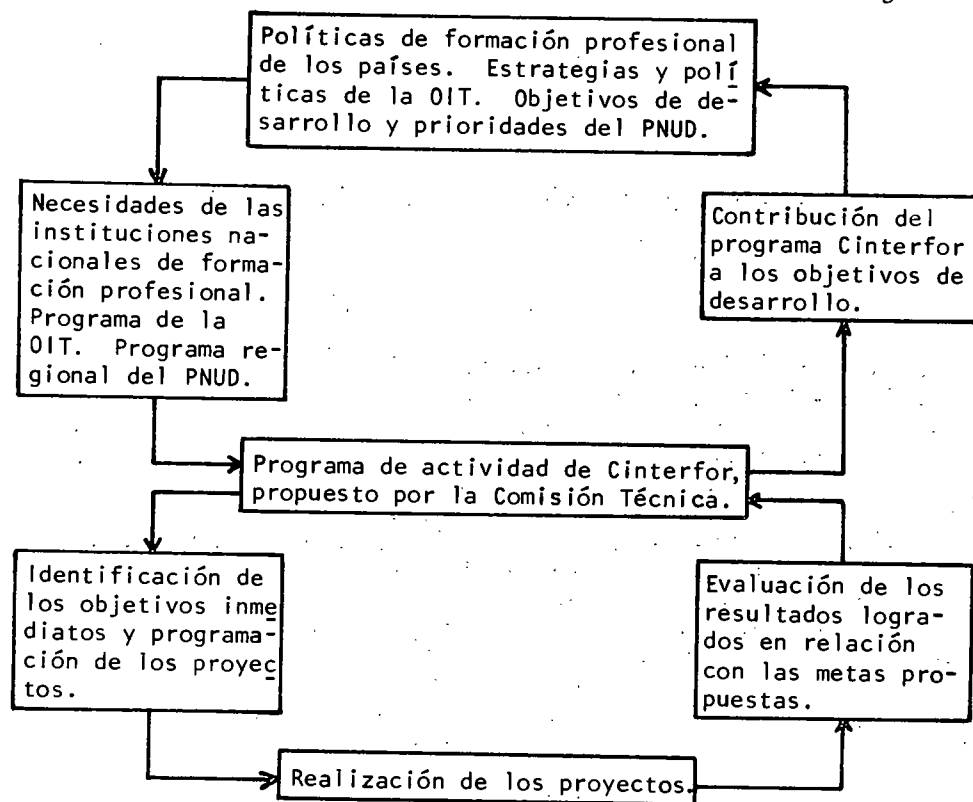 Políticas de formación profesional
de los países. Estrategias y polí
ticas de la OIT. Objetivos de de-
sarrollo y prioridades del PNUD.
Necesidades de las
instituciones na-
cionales de forma-
ción profesional.
Programa de la
OIT. Programa re-
gional del PNUD.
Contribución del
programa Cinterfor
a los objetivos de
desarrollo.
Programa de actividad de Cinterfor,
propuesto por la Comisión Técnica.
Identificación de
los objetivos inme
diatos y programa-
ción de los proyec
tos.
Evaluación de los
resultados logra-
dos en relación
con las metas pro-
puestas.
Realización de los proyectos.